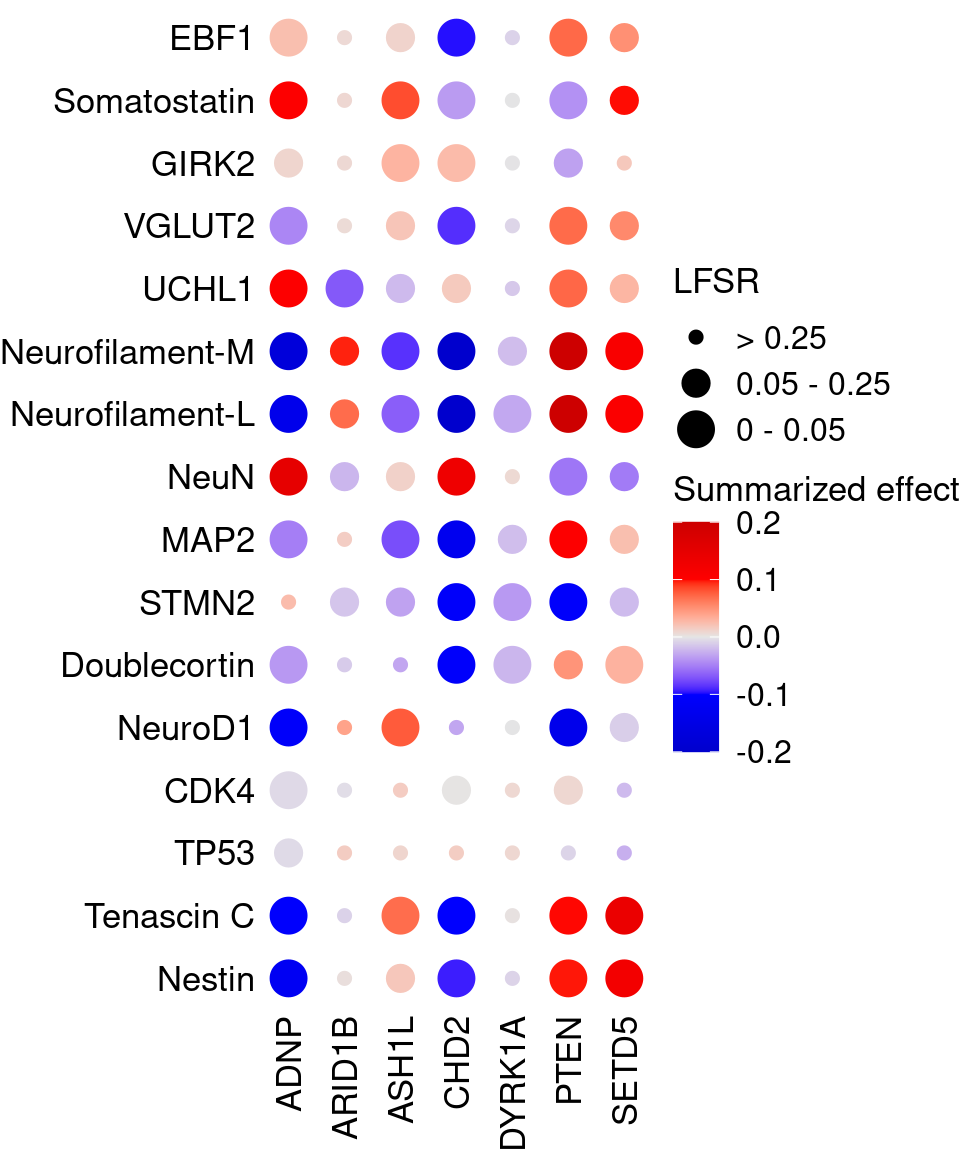 EBF1
Somatostatin
GIRK2
VGLUT2
UCHL1
Neurofilament-M
Neurofilament-L
NeuN
MAP2
STMN2
Doublecortin
NeuroD1
CDK4
TP53
Tenascin C
Nestin
ADNP
ARID1B
ASH1L
CHD2
DYRK1A
PTEN
SETD5
LFSR
> 0.25
0.05 - 0.25
0 - 0.05
Summarized effect
0.2
0.1
0.0
-0.1
-0.2